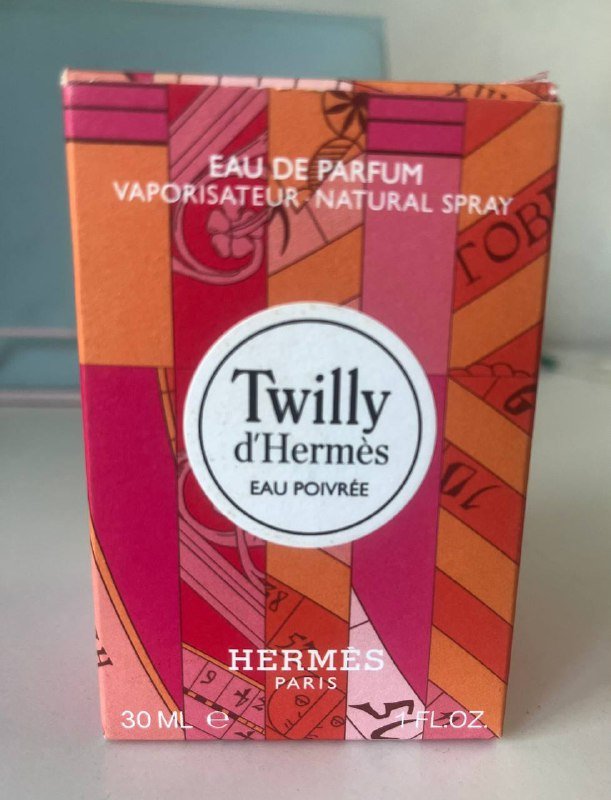 EAU DE PARFUM
VAPORISATEUR NATURAL SPRAY
Twilly
d'Hermès
EAU POIVRÉE
HERMÈS
PARIS
30 ML ℮ 1 FL.OZ.